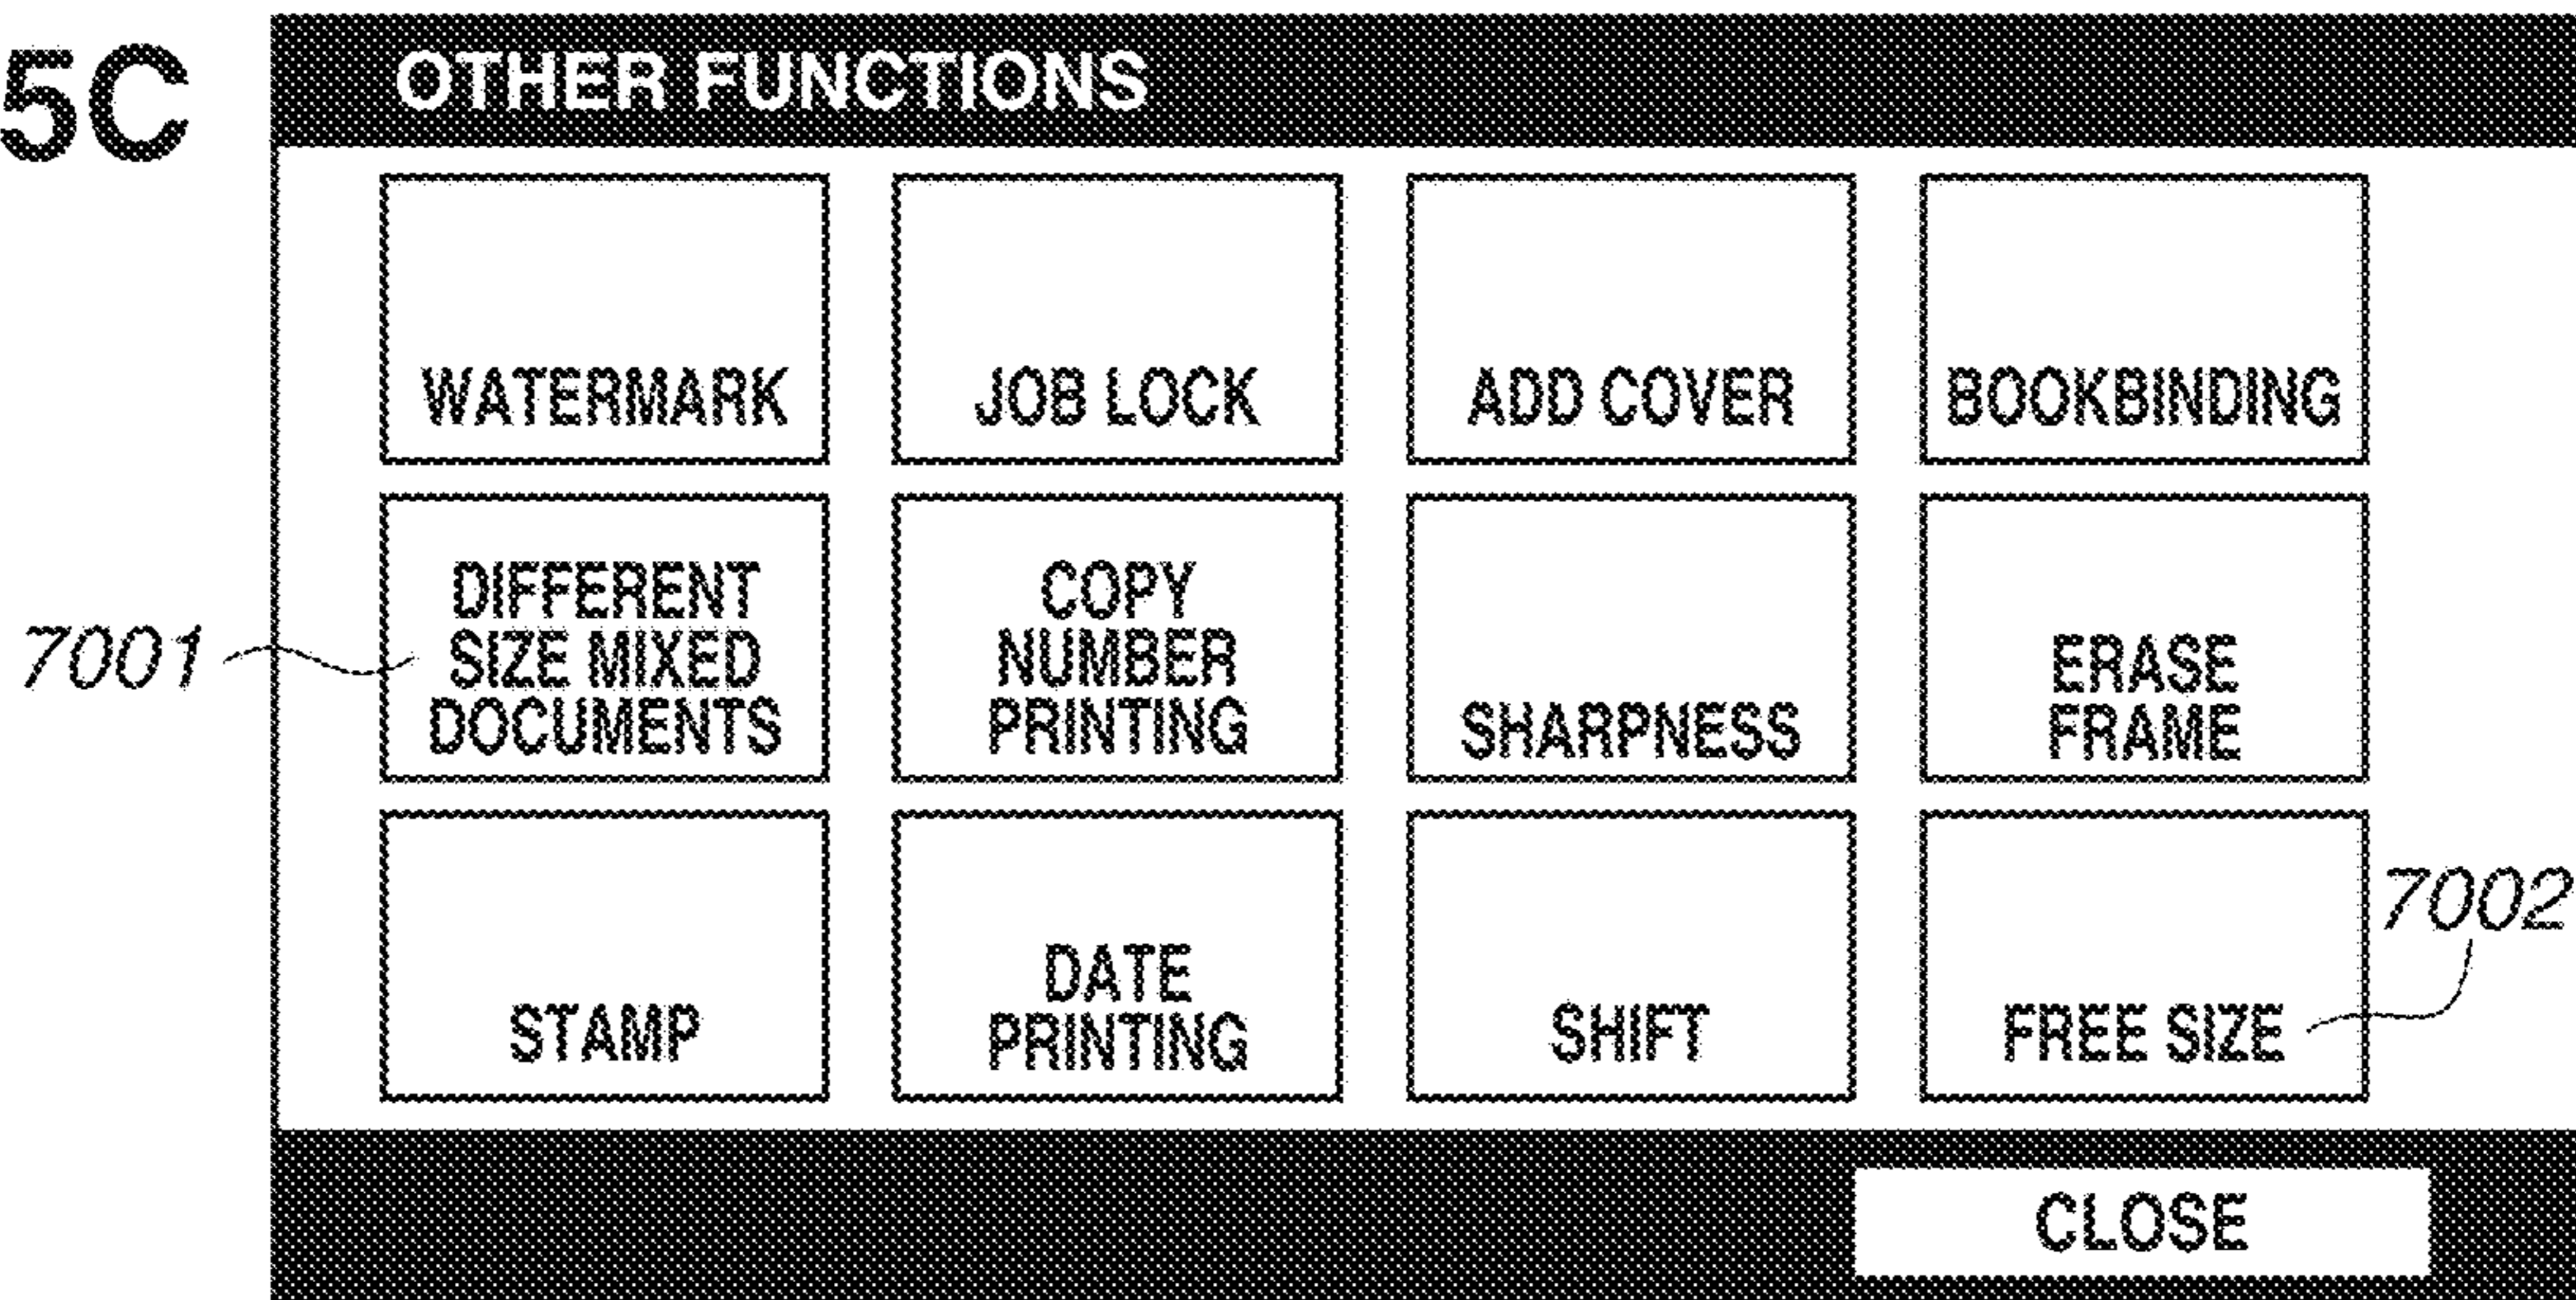 5C
OTHER FUNCTIONS
WATERMARK
JOB LOCK
ADD COVER
BOOKBINDING
7001
DIFFERENT
SIZE MIXED
DOCUMENTS
COPY
NUMBER
PRINTING
SHARPNESS
ERASE
FRAME
STAMP
DATE
PRINTING
SHIFT
FREE SIZE
7002
CLOSE